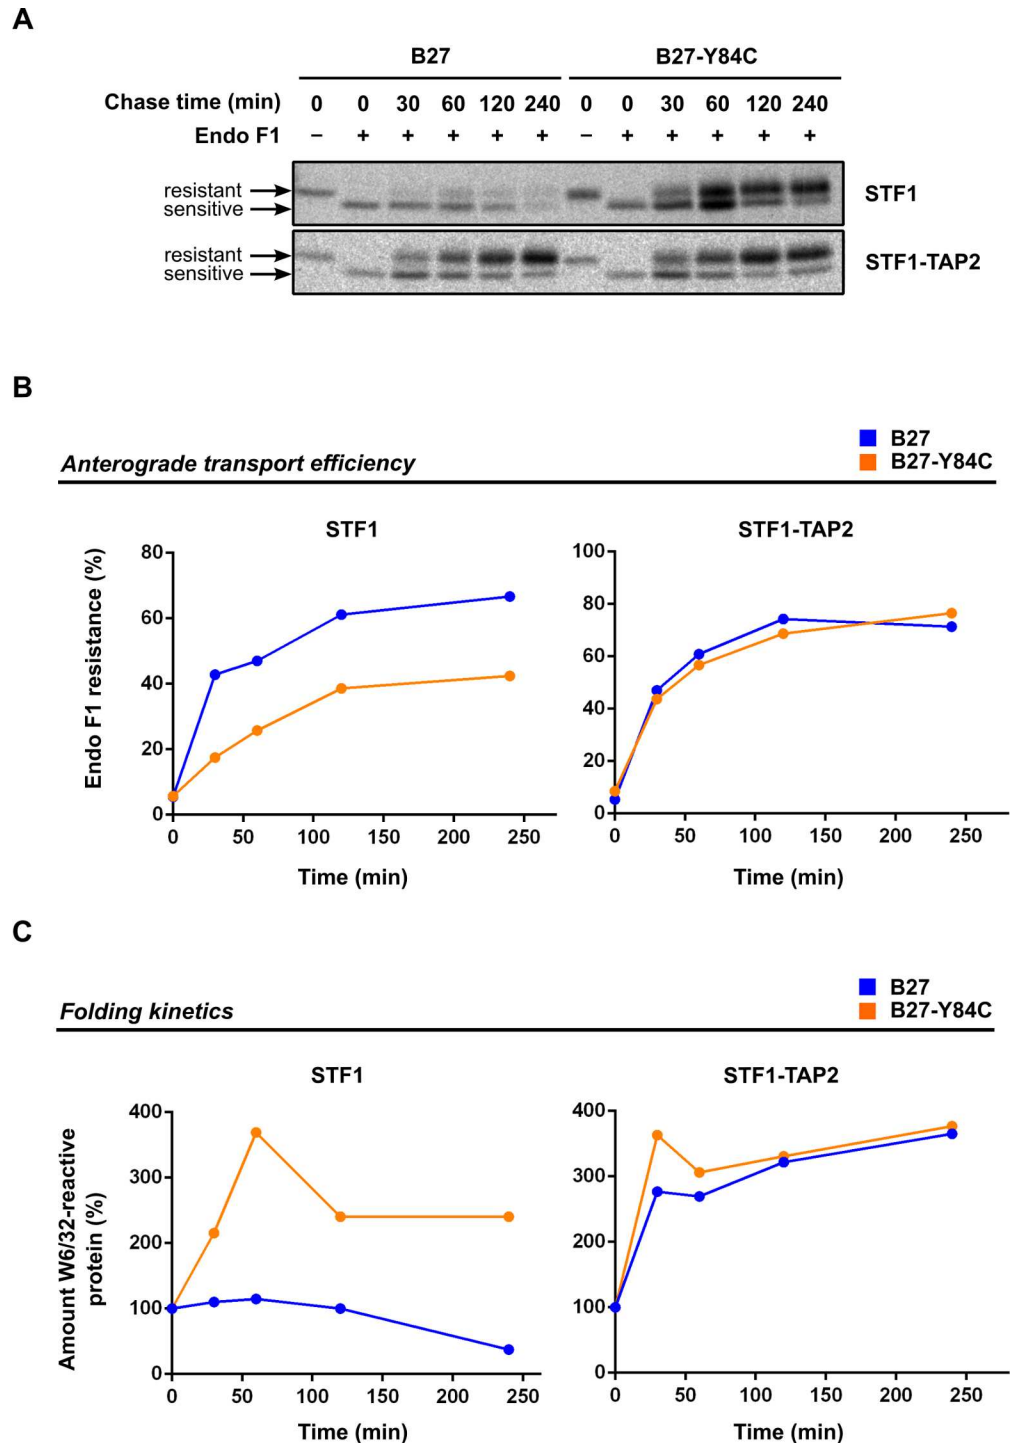 A
B27 B27-Y84C
Chase time (min) 0 0 30 60 120 240 0 0 30 60 120 240
Endo F1 – + + + + + – + + + + +
resistant
sensitive
STF1
resistant
sensitive
STF1-TAP2
B
B27
B27-Y84C
Anterograde transport efficiency
STF1
Endo F1 resistance (%)
80
60
40
20
0
0 50 100 150 200 250
Time (min)
STF1-TAP2
100
80
60
40
20
0
0 50 100 150 200 250
Time (min)
C
B27
B27-Y84C
Folding kinetics
STF1
Amount W6/32-reactive
protein (%)
400
300
200
100
0
0 50 100 150 200 250
Time (min)
STF1-TAP2
400
300
200
100
0
0 50 100 150 200 250
Time (min)